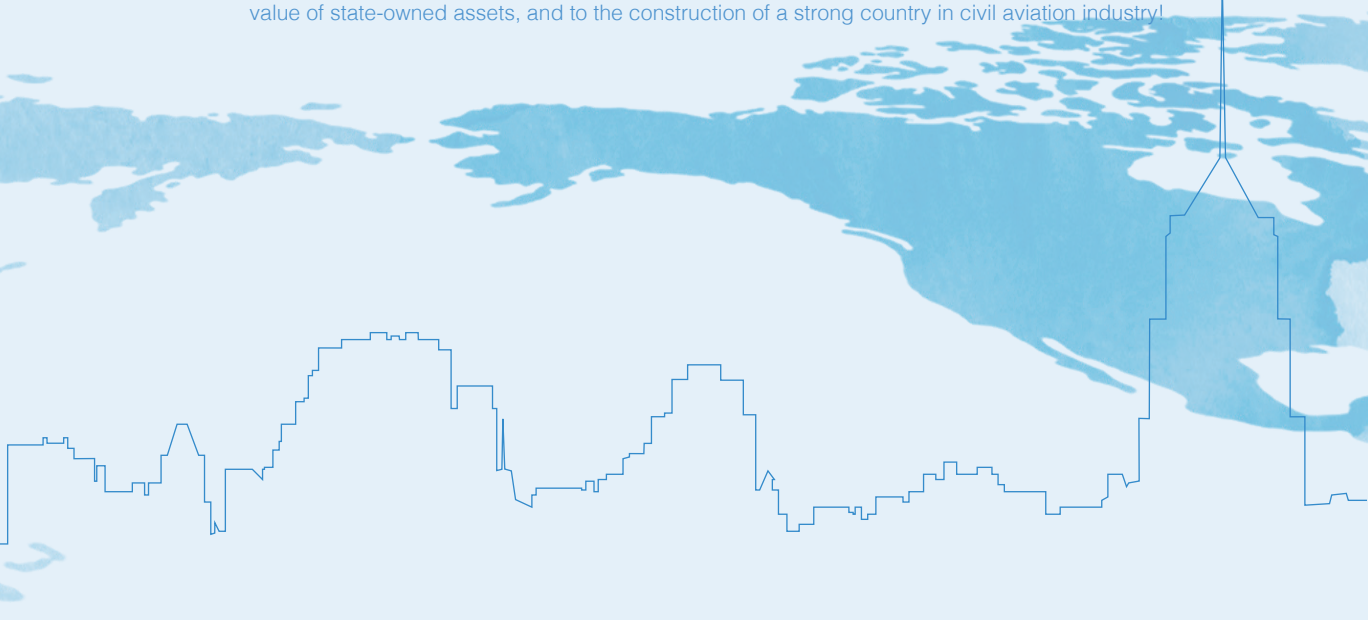 value of state-owned assets, and to the construction of a strong country in civil aviation industry!